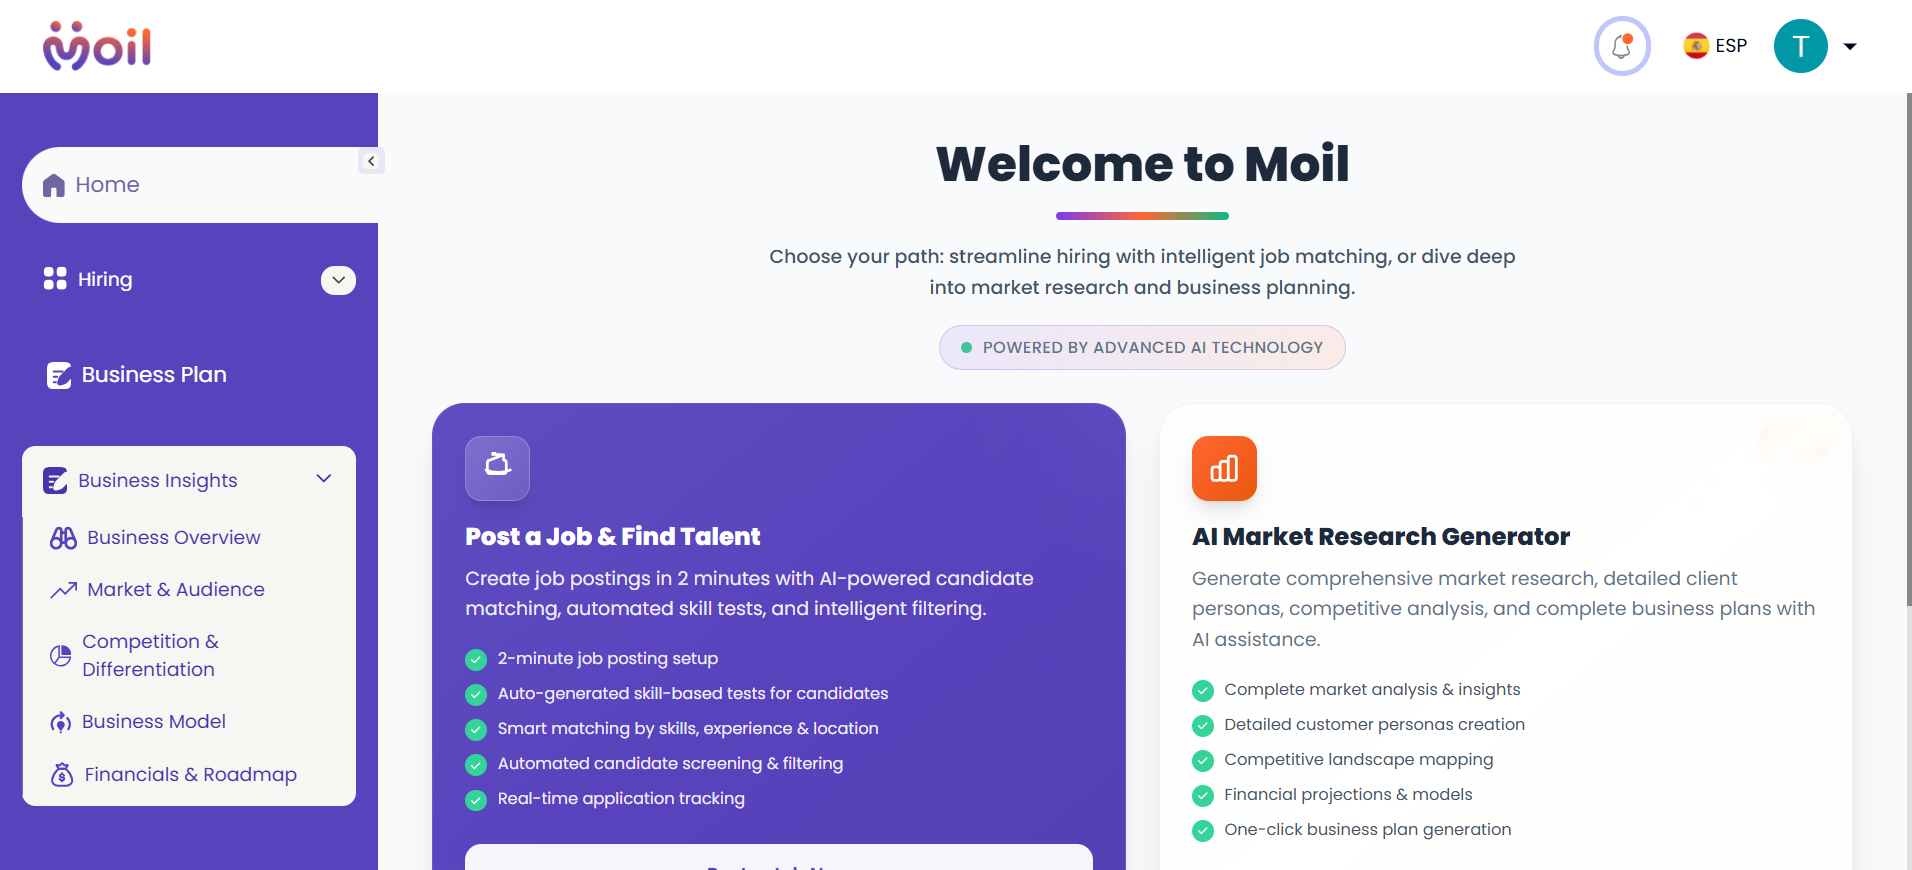 Moil
ESP
T
Home
Hiring
Business Plan
Business Insights
Business Overview
Market & Audience
Competition &
Differentiation
Business Model
Financials & Roadmap
Welcome to Moil
Choose your path: streamline hiring with intelligent job matching, or dive deep
into market research and business planning.
POWERED BY ADVANCED AI TECHNOLOGY
Post a Job & Find Talent
Create job postings in 2 minutes with AI-powered candidate
matching, automated skill tests, and intelligent filtering.
2-minute job posting setup
Auto-generated skill-based tests for candidates
Smart matching by skills, experience & location
Automated candidate screening & filtering
Real-time application tracking
AI Market Research Generator
Generate comprehensive market research, detailed client
personas, competitive analysis, and complete business plans with
AI assistance.
Complete market analysis & insights
Detailed customer personas creation
Competitive landscape mapping
Financial projections & models
One-click business plan generation